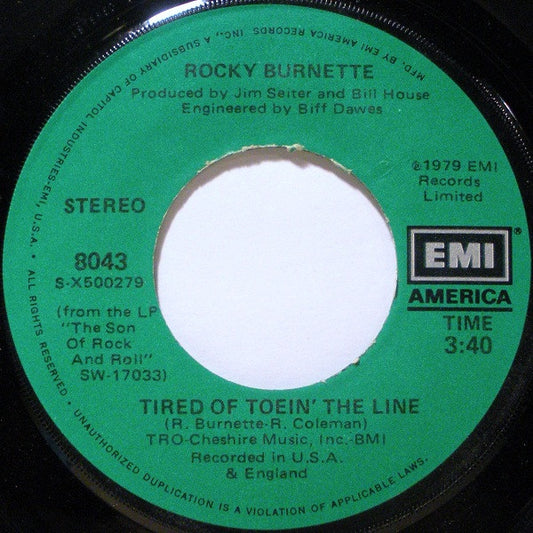 MFD. BY EMI AMERICA RECORDS, INC., A SUBSIDIARY OF CAPITOL INDUSTRIES-EMI, U.S.A. • ALL RIGHTS RESERVED • UNAUTHORIZED DUPLICATION IS A VIOLATION OF APPLICABLE LAWS.
ROCKY BURNETTE
Produced by Jim Seiter and Bill House
Engineered by Biff Dawes
℗1979 EMI
Records
Limited
STEREO
8043
S-X500279
(from the LP
"The Son
Of Rock
And Roll"
SW-17033)
EMI®
AMERICA
TIME
3:40
TIRED OF TOEIN' THE LINE
(R. Burnette-R. Coleman)
TRO-Cheshire Music, Inc.-BMI
Recorded in U.S.A.
& England